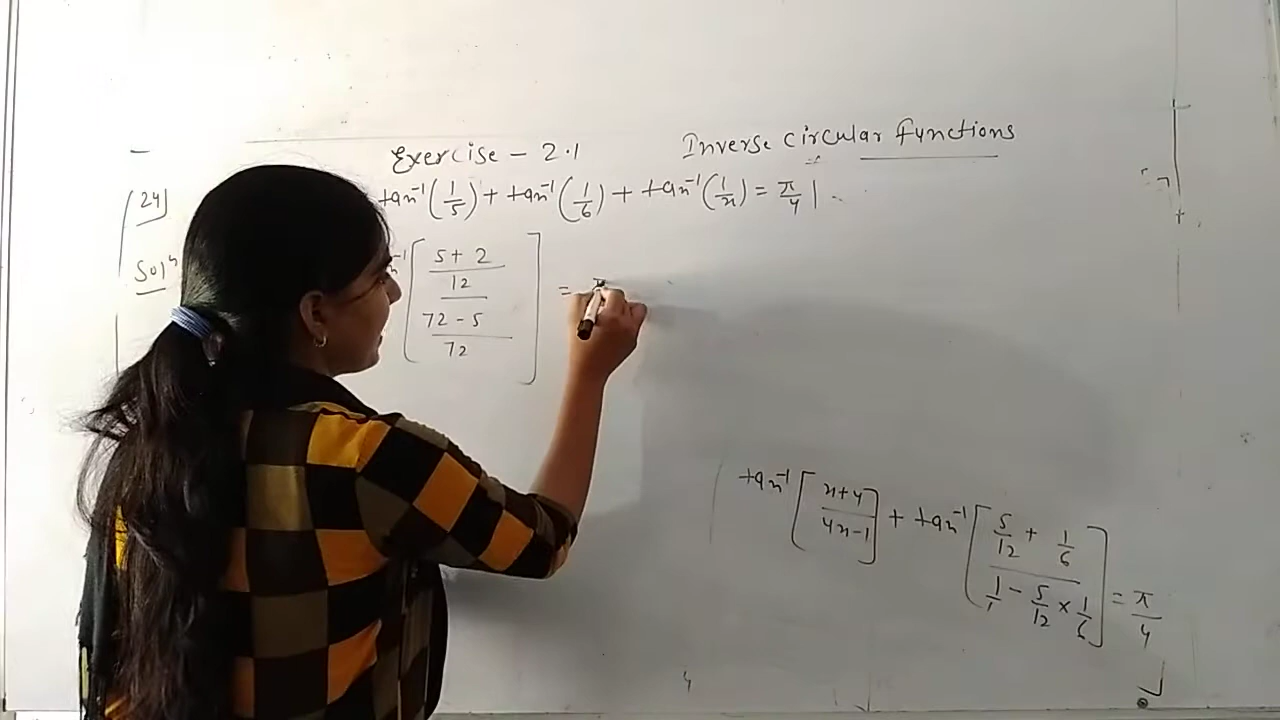 Exercise - 2.1 Inverse circular functions
24] tan⁻¹(1/5) + tan⁻¹(1/6) + tan⁻¹(1/x) = π/4 |
Solⁿ [ ((5 + 2)/12) / ((72 - 5)/72) ] = π
tan⁻¹[ (x+4)/(4x-1) ] + tan⁻¹[ (5/12 + 1/6) / (1/1 - 5/12 × 1/6) ] = π/4